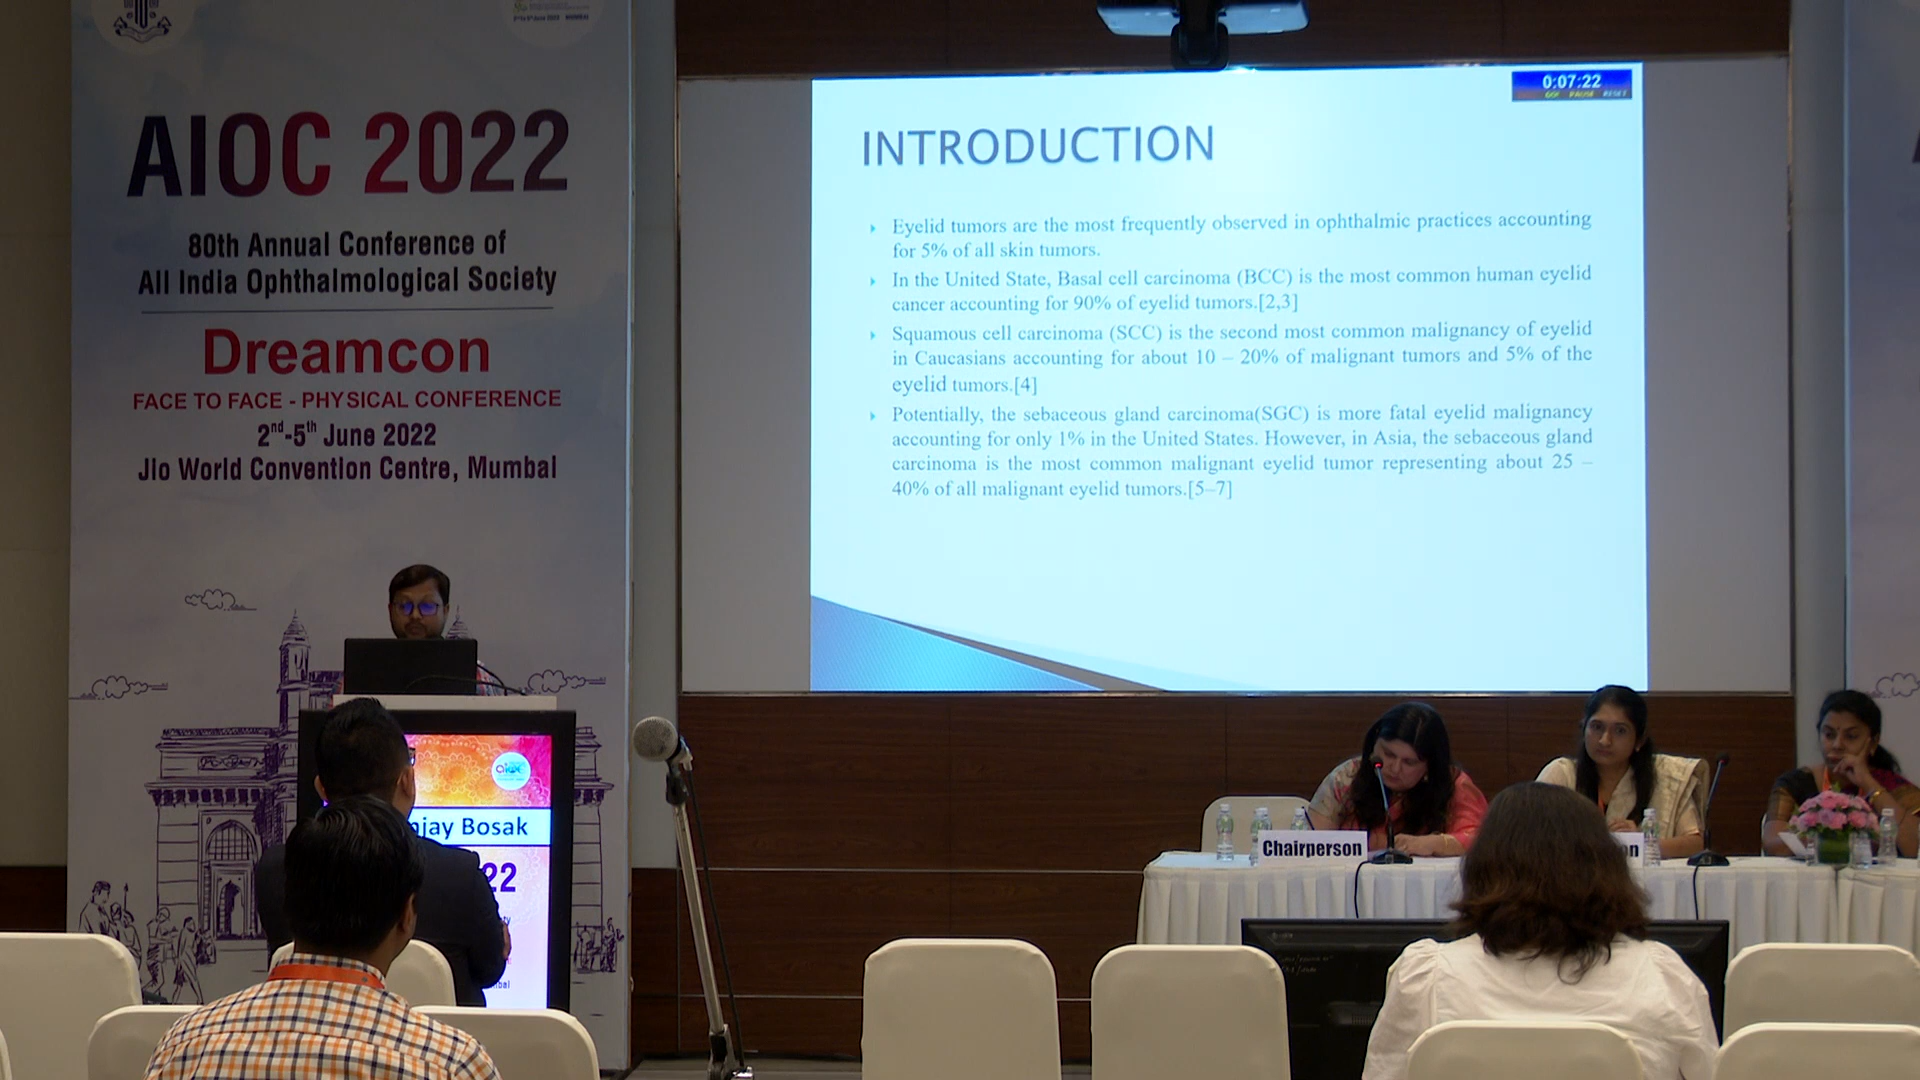 AIOC 2022
80th Annual Conference of
All India Ophthalmological Society
Dreamcon
FACE TO FACE - PHYSICAL CONFERENCE
2nd-5th June 2022
JIo World Convention Centre, Mumbai
0:07:22
GO! PAUSE RESET
INTRODUCTION
Eyelid tumors are the most frequently observed in ophthalmic practices accounting
for 5% of all skin tumors.
In the United State, Basal cell carcinoma (BCC) is the most common human eyelid
cancer accounting for 90% of eyelid tumors.[2,3]
Squamous cell carcinoma (SCC) is the second most common malignancy of eyelid
in Caucasians accounting for about 10 – 20% of malignant tumors and 5% of the
eyelid tumors.[4]
Potentially, the sebaceous gland carcinoma(SGC) is more fatal eyelid malignancy
accounting for only 1% in the United States. However, in Asia, the sebaceous gland
carcinoma is the most common malignant eyelid tumor representing about 25 –
40% of all malignant eyelid tumors.[5–7]
njay Bosak
22
Chairperson
on